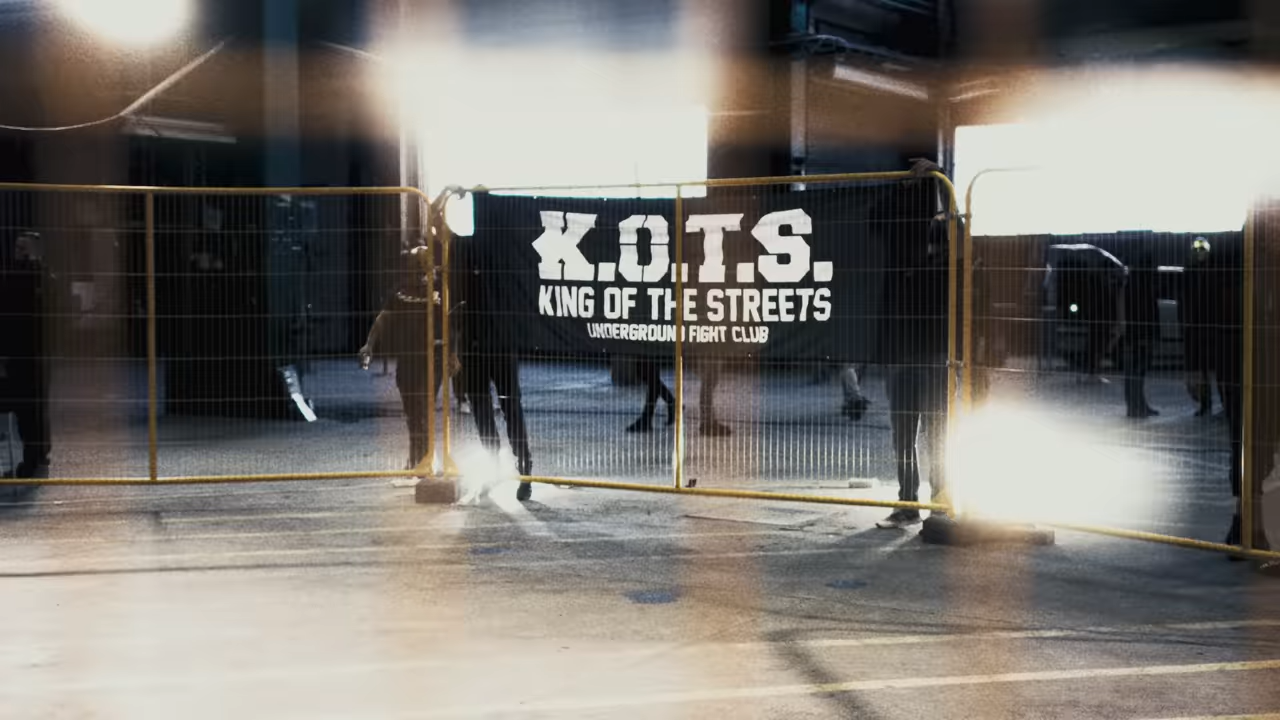 K.O.T.S.
KING OF THE STREETS
UNDERGROUND FIGHT CLUB